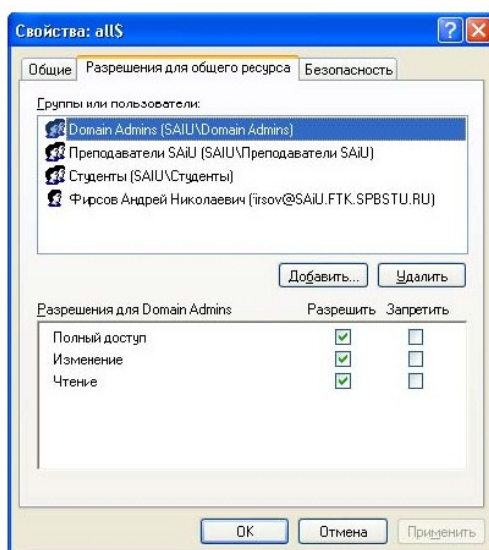 Свойства: all$
Общие Разрешения для общего ресурса Безопасность
Группы или пользователи:
Domain Admins (SAIU\Domain Admins)
Преподаватели SAiU (SAIU\Преподаватели SAiU)
Студенты (SAIU\Студенты)
Фирсов Андрей Николаевич (firsov@SAiU.FTK.SPBSTU.RU)
Добавить... Удалить
Разрешения для Domain Admins Разрешить Запретить
Полный доступ
Изменение
Чтение
OK Отмена Применить